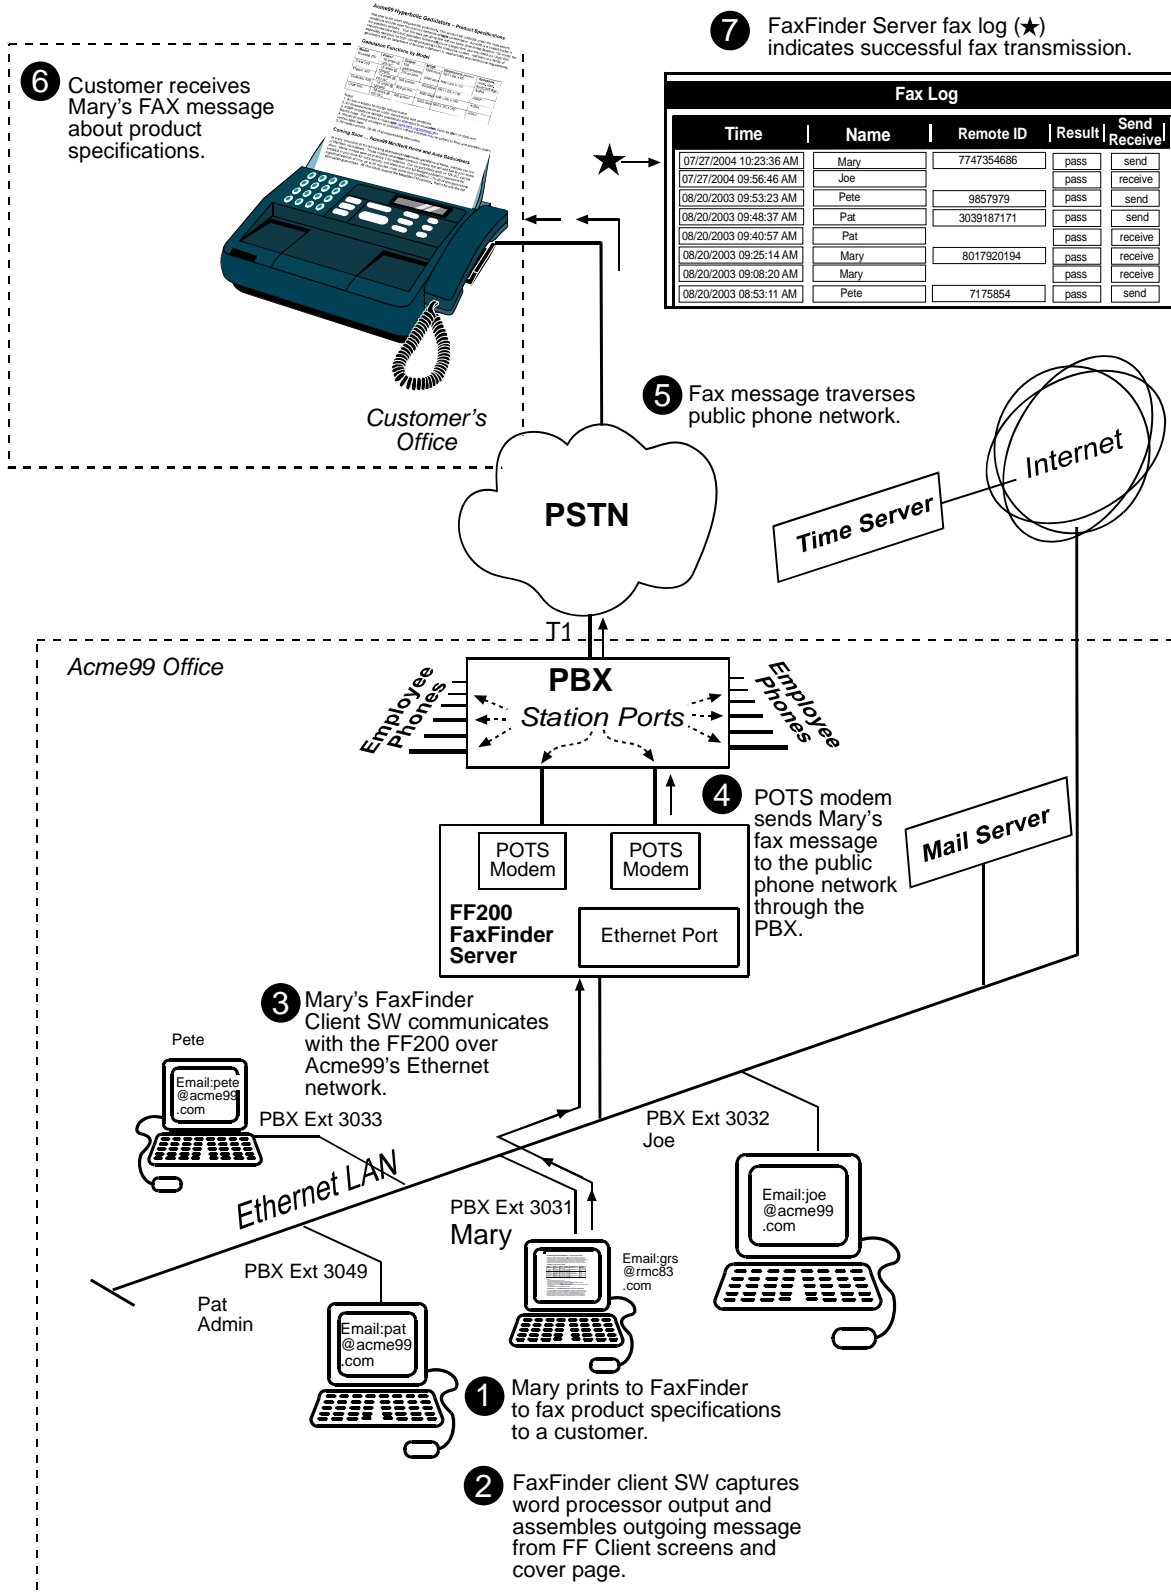 Acme99 Hyperbolic Gedulators -- Product Specifications
Gedulation Functions by Model
7
FaxFinder Server fax log (★)
indicates successful fax transmission.
6
Customer receives
Mary's FAX message
about product
specifications.
Fax Log
Time Name Remote ID Result Send Receive
07/27/2004 10:23:36 AM Mary 7747354686 pass send
07/27/2004 09:56:46 AM Joe pass receive
08/20/2003 09:53:23 AM Pete 9857979 pass send
08/20/2003 09:48:37 AM Pat 3039187171 pass send
08/20/2003 09:40:57 AM Pat pass receive
08/20/2003 09:25:14 AM Mary 8017920194 pass receive
08/20/2003 09:08:20 AM Mary pass receive
08/20/2003 08:53:11 AM Pete 7175854 pass send
Customer's
Office
5
Fax message traverses
public phone network.
Internet
Time Server
PSTN
T1
Acme99 Office
PBX
Station Ports
Employee
Phones
Employee
Phones
4
POTS modem
sends Mary's
fax message
to the public
phone network
through the
PBX.
Mail Server
POTS
Modem
POTS
Modem
FF200
FaxFinder
Server
Ethernet Port
3
Mary's FaxFinder
Client SW communicates
with the FF200 over
Acme99's Ethernet
network.
Pete
Email:pete
@acme99
.com
PBX Ext 3033
PBX Ext 3032
Joe
Email:joe
@acme99
.com
Ethernet LAN
PBX Ext 3031
Mary
Email:grs
@rmc83
.com
PBX Ext 3049
Pat
Admin
Email:pat
@acme99
.com
1
Mary prints to FaxFinder
to fax product specifications
to a customer.
2
FaxFinder client SW captures
word processor output and
assembles outgoing message
from FF Client screens and
cover page.